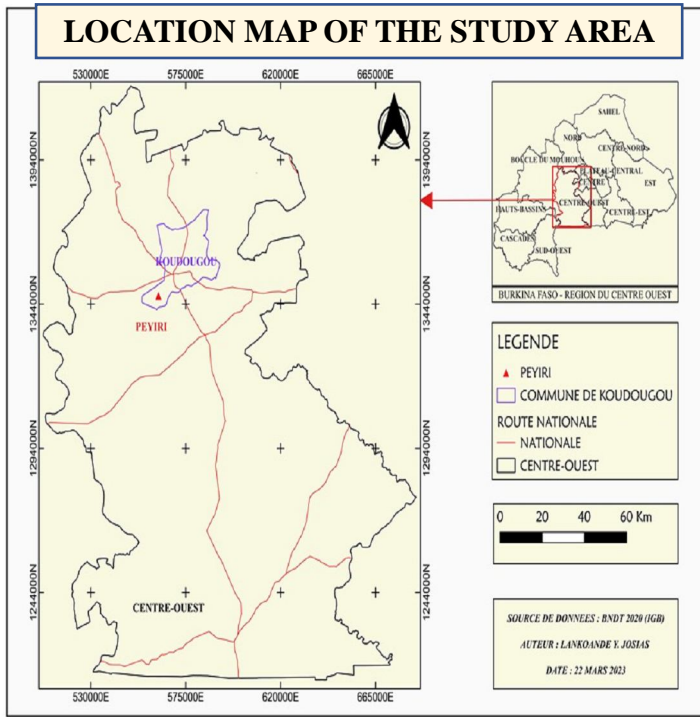 LOCATION MAP OF THE STUDY AREA
530000E 575000E 620000E 665000E
1394000N
1394000N
KOUDOUGOU
1344000N
1344000N
PEYIRI
1294000N
1294000N
1244000N
1244000N
CENTRE-OUEST
530000E 575000E 620000E 665000E
SAHEL
NORD
CENTRE-NORD
BOUCLE DU MOUHOUN
PLATEAU-CENTRAL
CENTRE
EST
CENTRE-OUEST
HAUTS-BASSINS
CENTRE-EST
CASCADES
SUD-OUEST
BURKINA FASO - REGION DU CENTRE OUEST
LEGENDE
PEYIRI
COMMUNE DE KOUDOUGOU
ROUTE NATIONALE
NATIONALE
CENTRE-OUEST
0 20 40 60 Km
SOURCE DE DONNEES : BNDT 2020 (IGB)
AUTEUR : LANKOANDE Y. JOSIAS
DATE : 22 MARS 2023